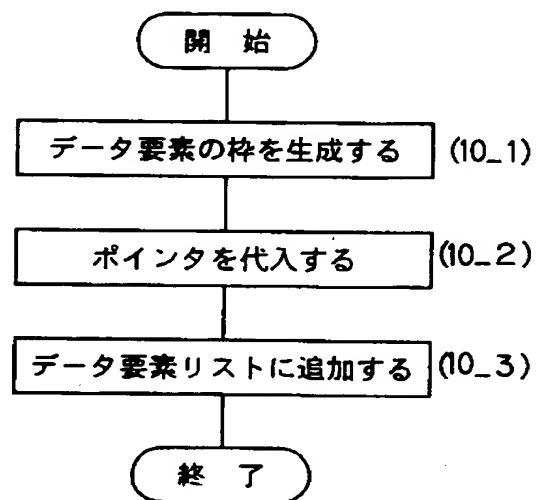 開 始
データ要素の枠を生成する (10_1)
ポインタを代入する (10_2)
データ要素リストに追加する (10_3)
終 了